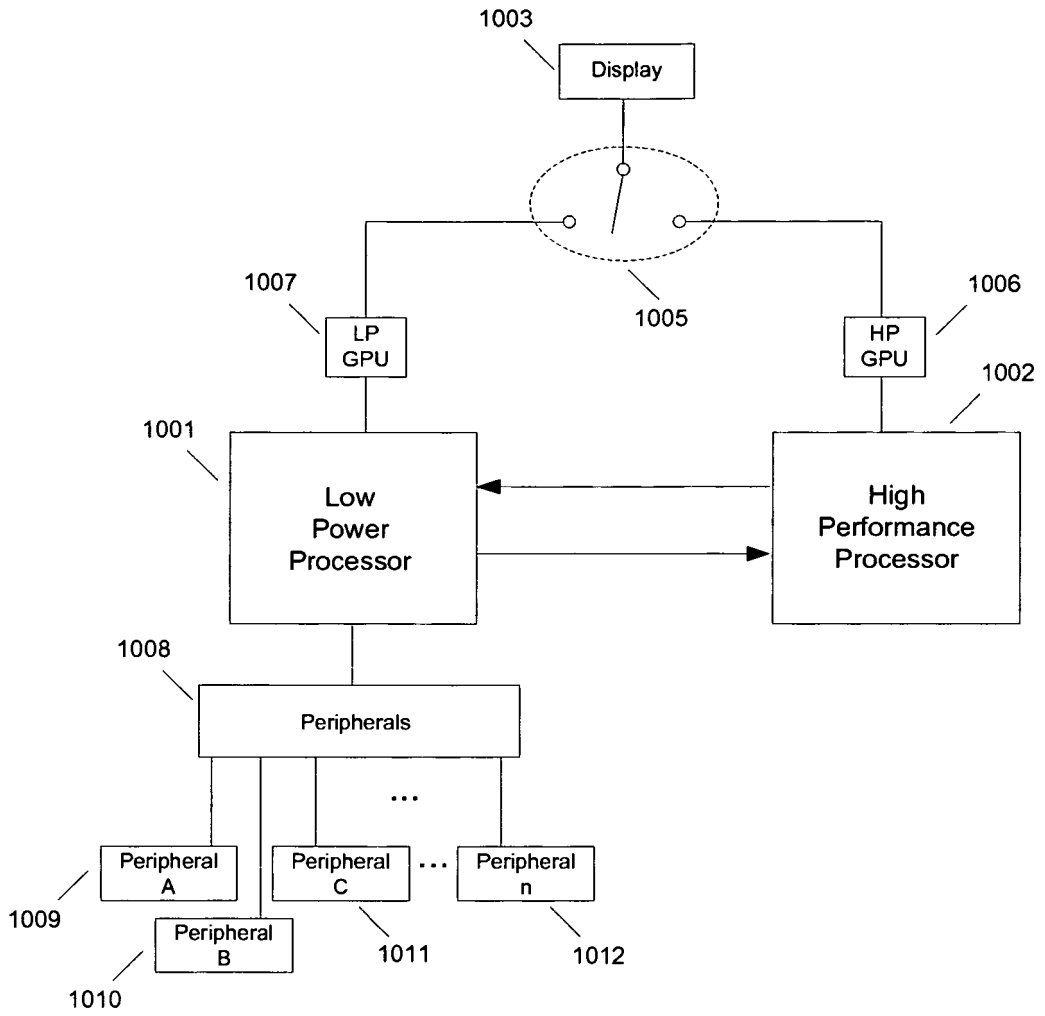 1003
Display
1005
1007
1006
LP
GPU
HP
GPU
1002
1001
Low
Power
Processor
High
Performance
Processor
1008
Peripherals
...
Peripheral
A
Peripheral
C
...
Peripheral
n
1009
Peripheral
B
1011
1012
1010